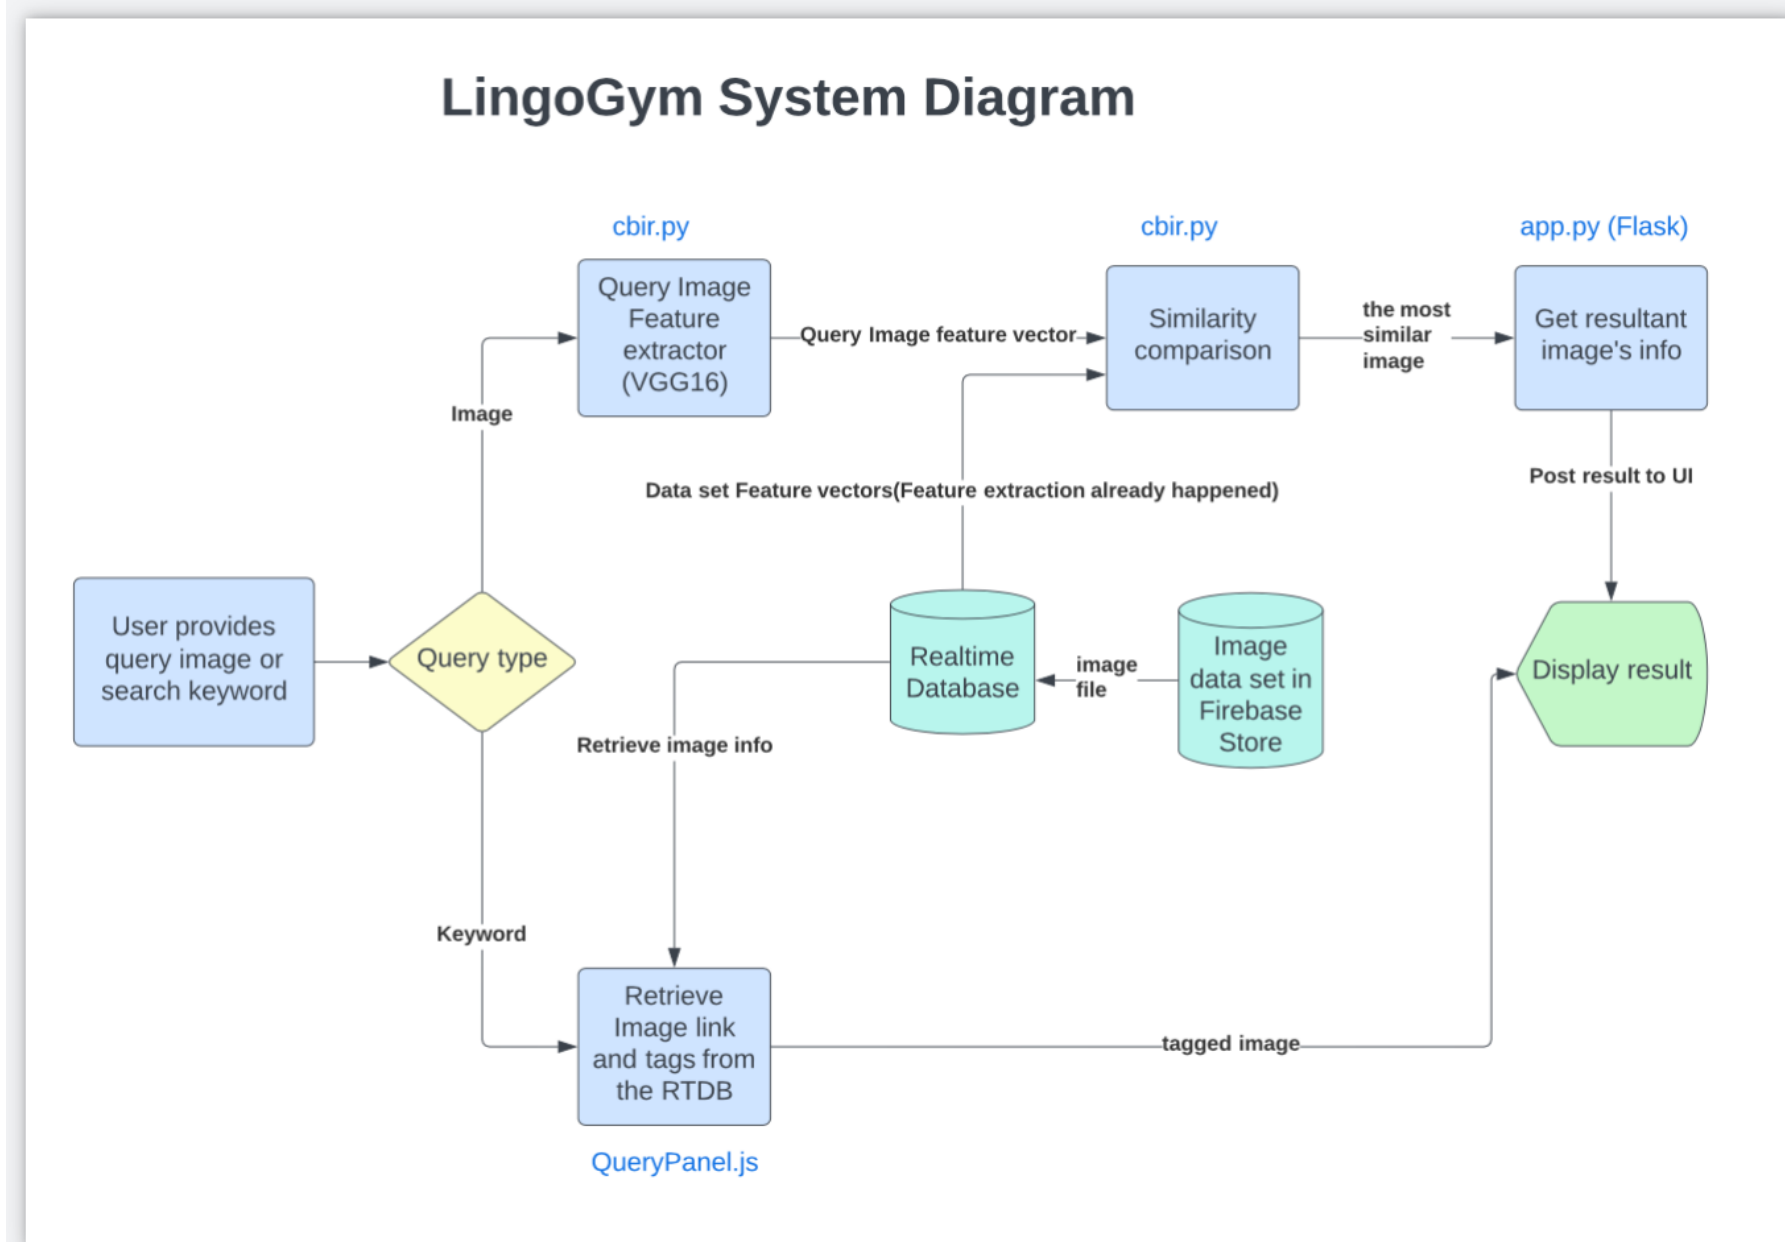 LingoGym System Diagram
cbir.py
cbir.py
app.py (Flask)
Query Image
Feature
extractor
(VGG16)
Query Image feature vector
Similarity
comparison
the most
similar
image
Get resultant
image's info
Image
Data set Feature vectors(Feature extraction already happened)
Post result to UI
User provides
query image or
search keyword
Query type
Realtime
Database
image
file
Image
data set in
Firebase
Store
Display result
Retrieve image info
Keyword
Retrieve
Image link
and tags from
the RTDB
tagged image
QueryPanel.js